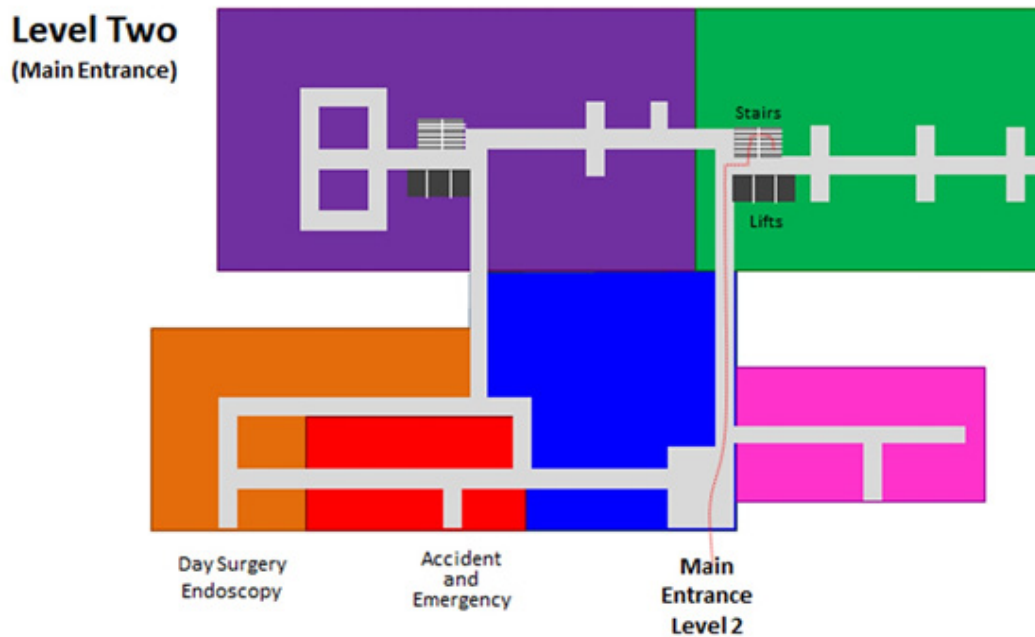 Level Two
(Main Entrance)
Stairs
Lifts
Day Surgery
Endoscopy
Accident
and
Emergency
Main
Entrance
Level 2